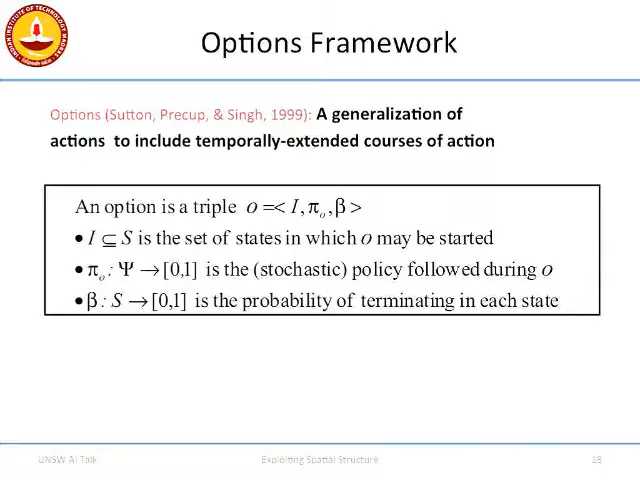 Options Framework
Options (Sutton, Precup, & Singh, 1999): A generalization of
actions to include temporally-extended courses of action
An option is a triple o =< I, πₒ, β >
• I ⊆ S is the set of states in which o may be started
• πₒ : Ψ → [0,1] is the (stochastic) policy followed during o
• β : S → [0,1] is the probability of terminating in each state
UNSW AI Talk
Exploiting Spatial Structure
18